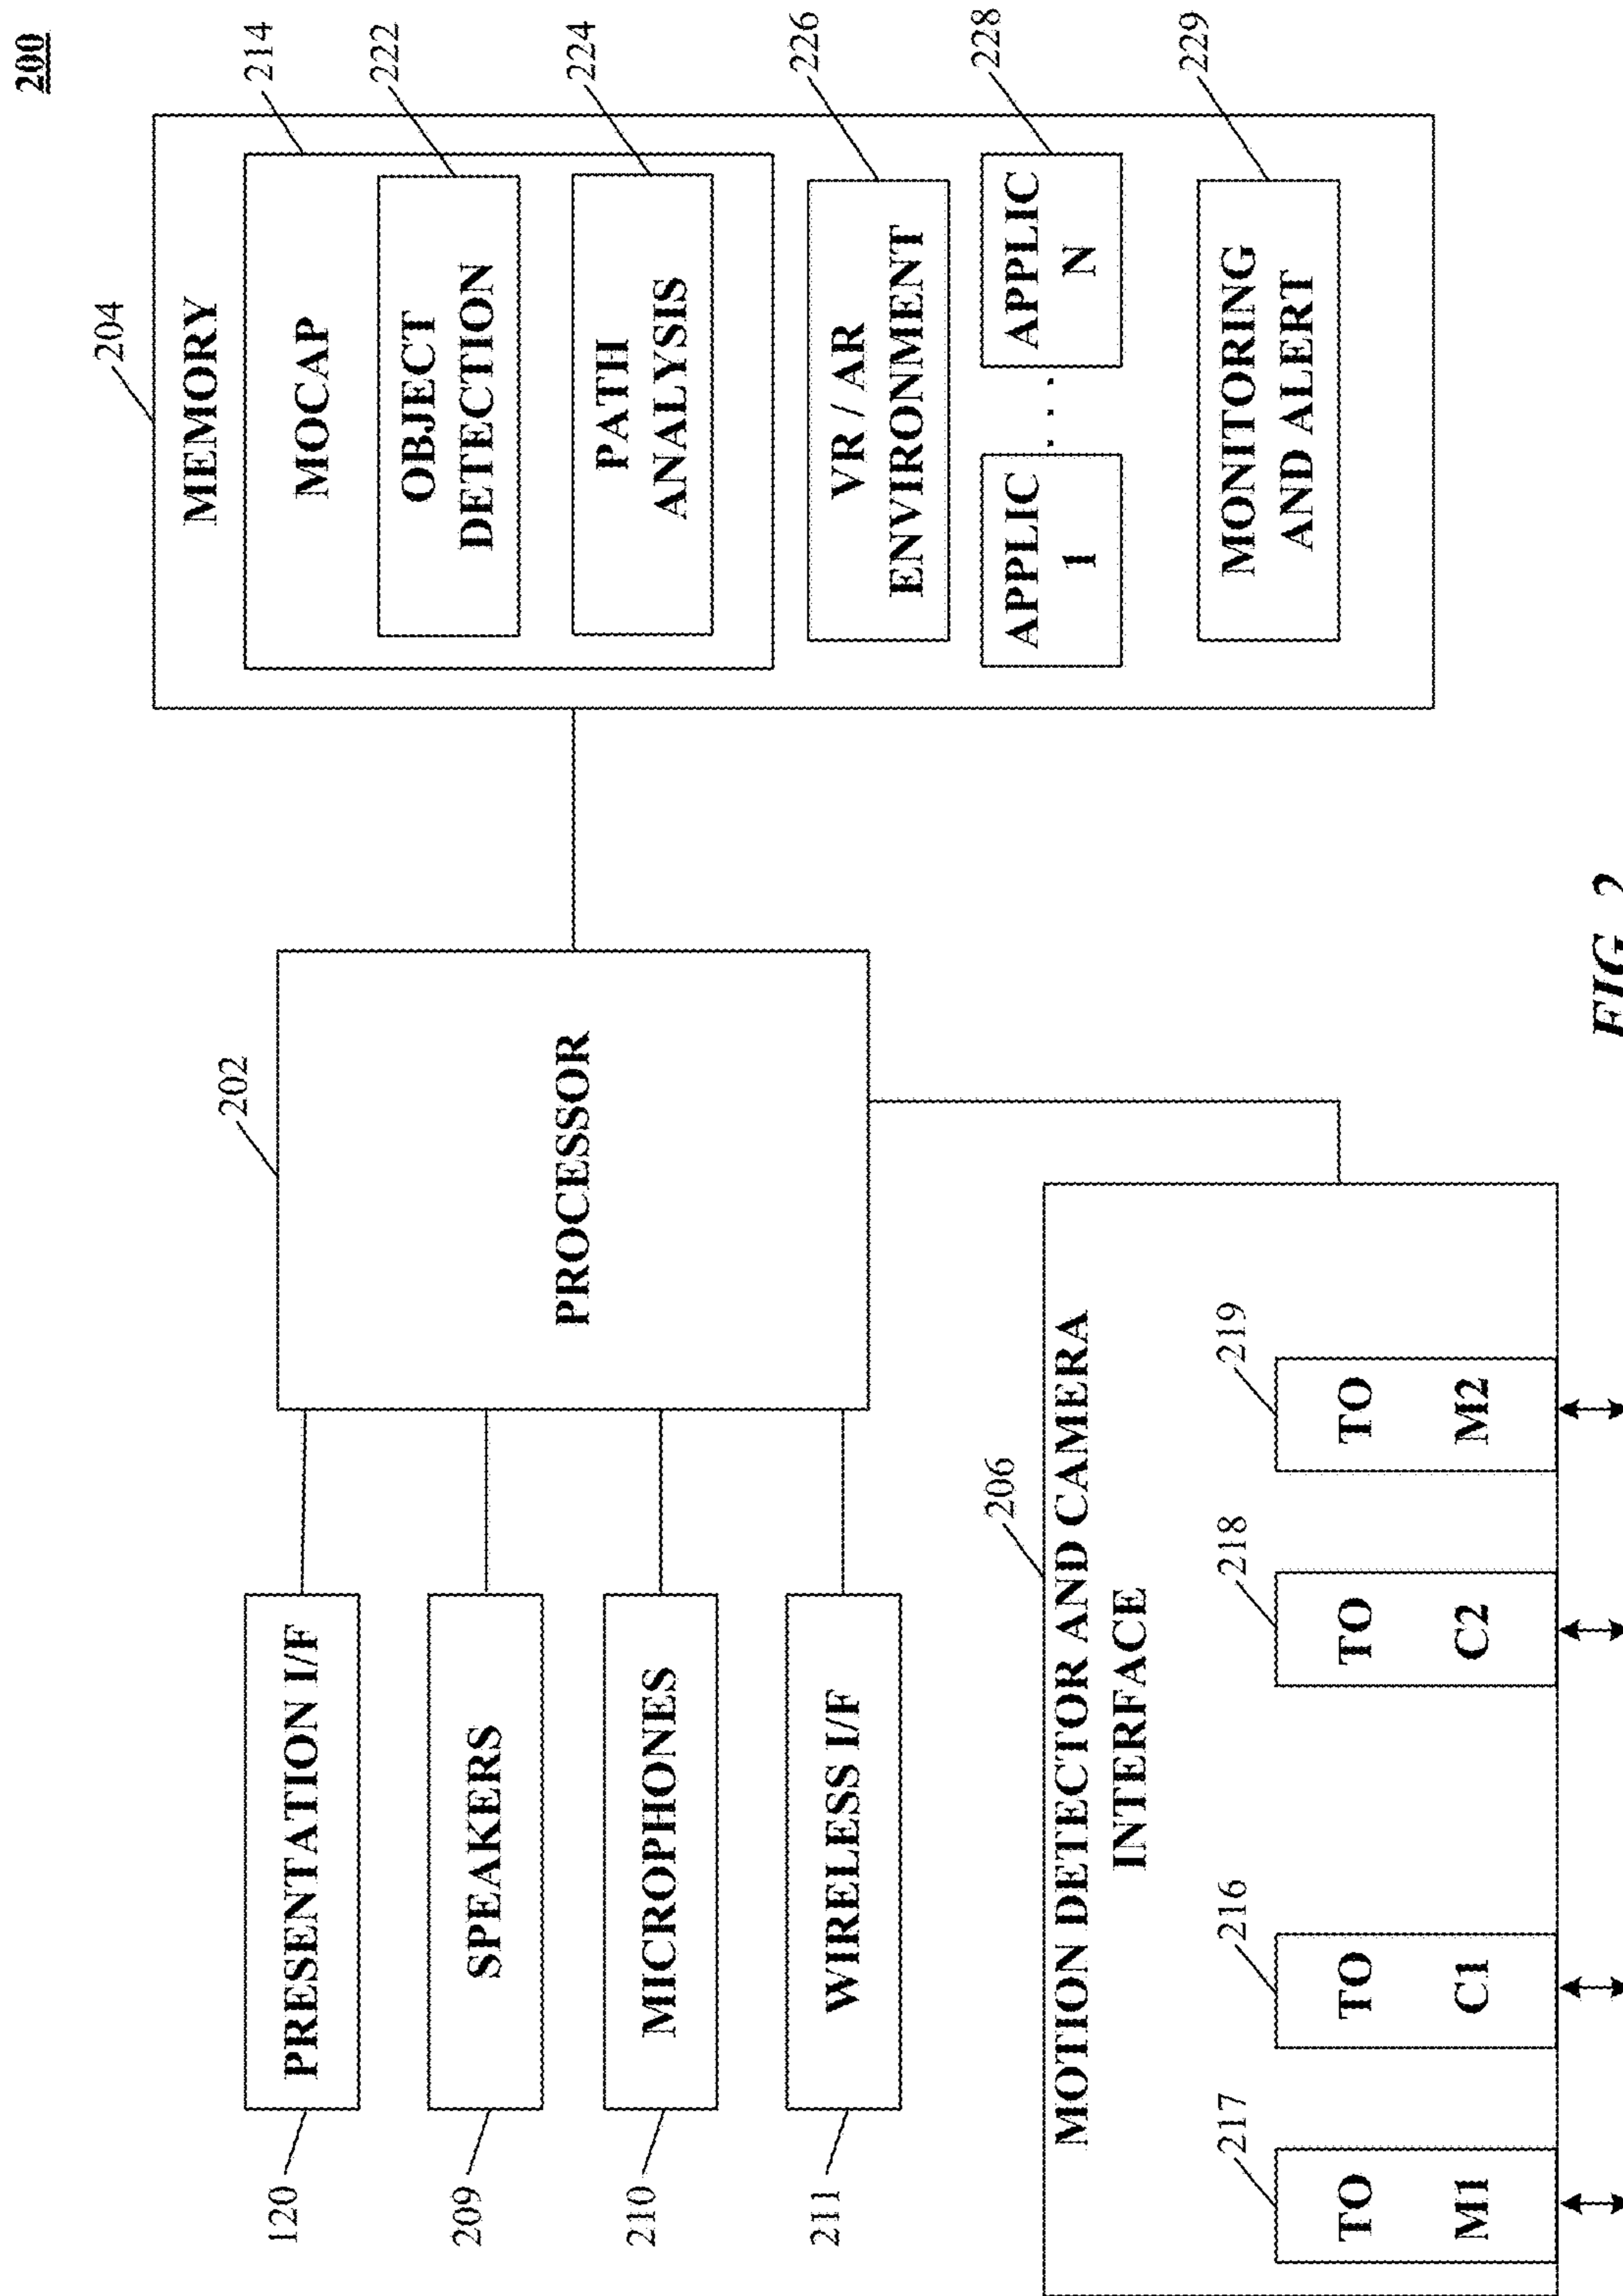 200
204
MEMORY
214
MOCAP
222
OBJECT
DETECTION
224
PATH
ANALYSIS
226
VR / AR
ENVIRONMENT
228
APPLIC
1
. . .
APPLIC
N
229
MONITORING
AND ALERT
202
PROCESSOR
120
PRESENTATION I/F
209
SPEAKERS
210
MICROPHONES
211
WIRELESS I/F
206
MOTION DETECTOR AND CAMERA
INTERFACE
217
TO
M1
216
TO
C1
218
TO
C2
219
TO
M2
FIG. 2